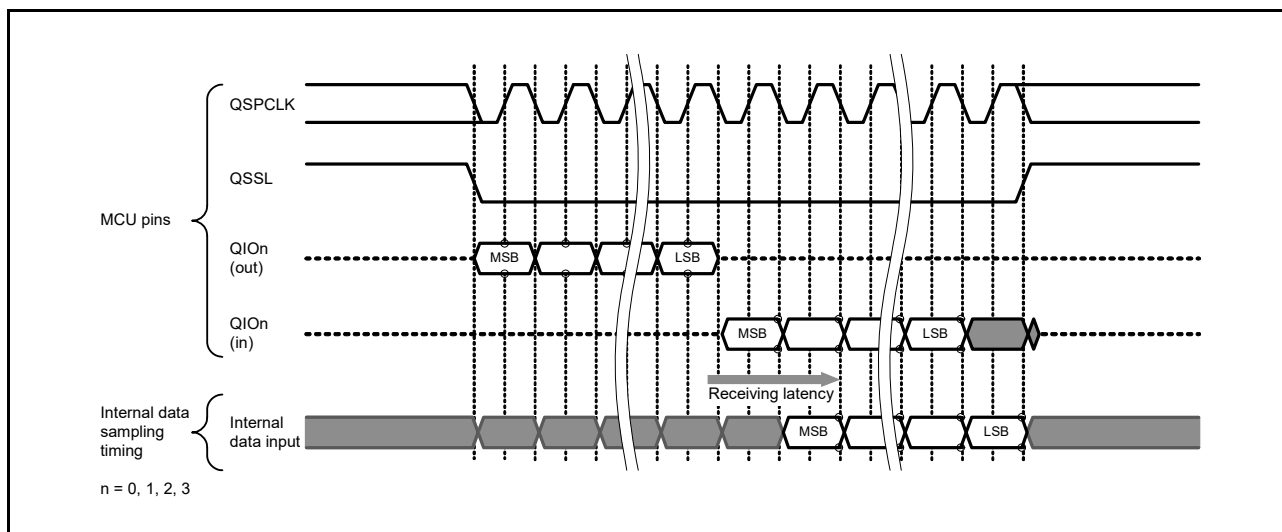 QSPCLK
QSSL
MCU pins
QIOn
(out)
MSB
LSB
QIOn
(in)
MSB
LSB
Receiving latency
Internal data
sampling
timing
Internal
data input
MSB
LSB
n = 0, 1, 2, 3